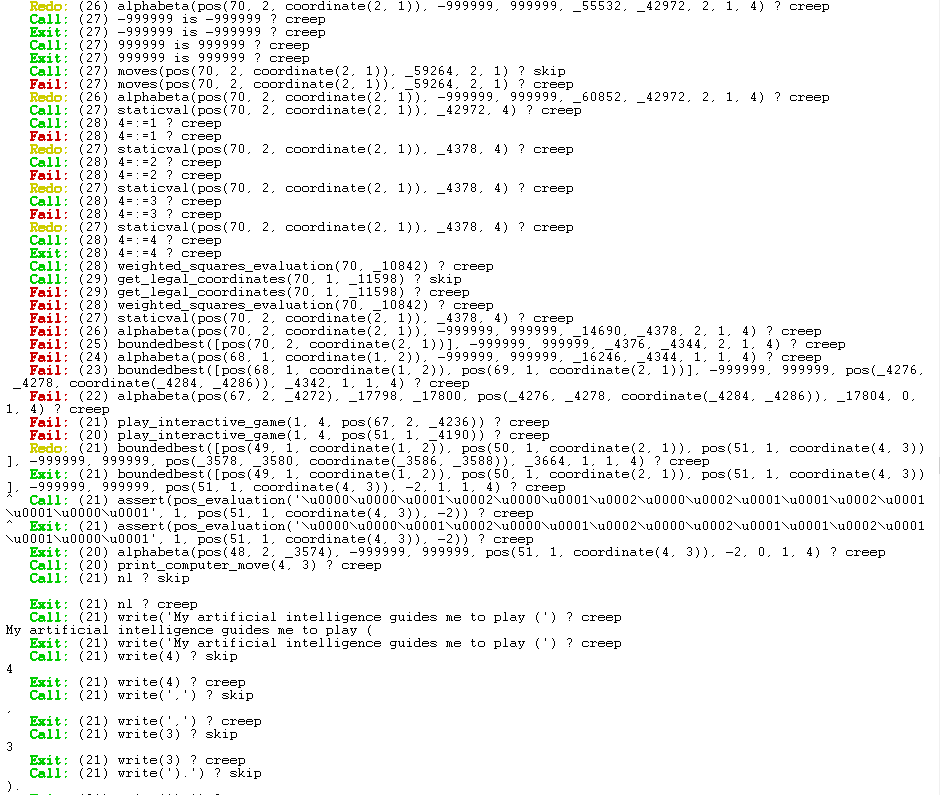 Redo: (26) alphabeta(pos(70, 2, coordinate(2, 1)), -999999, 999999, _55532, _42972, 2, 1, 4) ? creep
Call: (27) -999999 is -999999 ? creep
Exit: (27) -999999 is -999999 ? creep
Call: (27) 999999 is 999999 ? creep
Exit: (27) 999999 is 999999 ? creep
Call: (27) moves(pos(70, 2, coordinate(2, 1)), _59264, 2, 1) ? skip
Fail: (27) moves(pos(70, 2, coordinate(2, 1)), _59264, 2, 1) ? creep
Redo: (26) alphabeta(pos(70, 2, coordinate(2, 1)), -999999, 999999, _60852, _42972, 2, 1, 4) ? creep
Call: (27) staticval(pos(70, 2, coordinate(2, 1)), _42972, 4) ? creep
Call: (28) 4=:=1 ? creep
Fail: (28) 4=:=1 ? creep
Redo: (27) staticval(pos(70, 2, coordinate(2, 1)), _4378, 4) ? creep
Call: (28) 4=:=2 ? creep
Fail: (28) 4=:=2 ? creep
Redo: (27) staticval(pos(70, 2, coordinate(2, 1)), _4378, 4) ? creep
Call: (28) 4=:=3 ? creep
Fail: (28) 4=:=3 ? creep
Redo: (27) staticval(pos(70, 2, coordinate(2, 1)), _4378, 4) ? creep
Call: (28) 4=:=4 ? creep
Exit: (28) 4=:=4 ? creep
Call: (28) weighted_squares_evaluation(70, _10842) ? creep
Call: (29) get_legal_coordinates(70, 1, _11598) ? skip
Fail: (29) get_legal_coordinates(70, 1, _11598) ? creep
Fail: (28) weighted_squares_evaluation(70, _10842) ? creep
Fail: (27) staticval(pos(70, 2, coordinate(2, 1)), _4378, 4) ? creep
Fail: (26) alphabeta(pos(70, 2, coordinate(2, 1)), -999999, 999999, _14690, _4378, 2, 1, 4) ? creep
Fail: (25) boundedbest([pos(70, 2, coordinate(2, 1))], -999999, 999999, _4376, _4344, 2, 1, 4) ? creep
Fail: (24) alphabeta(pos(68, 1, coordinate(1, 2)), -999999, 999999, _16246, _4344, 1, 1, 4) ? creep
Fail: (23) boundedbest([pos(68, 1, coordinate(1, 2)), pos(69, 1, coordinate(2, 1))], -999999, 999999, pos(_4276,
_4278, coordinate(_4284, _4286)), _4342, 1, 1, 4) ? creep
Fail: (22) alphabeta(pos(67, 2, _4272), _17798, _17800, pos(_4276, _4278, coordinate(_4284, _4286)), _17804, 0,
1, 4) ? creep
Fail: (21) play_interactive_game(1, 4, pos(67, 2, _4236)) ? creep
Fail: (20) play_interactive_game(1, 4, pos(51, 1, _4190)) ? creep
Redo: (21) boundedbest([pos(49, 1, coordinate(1, 2)), pos(50, 1, coordinate(2, 1)), pos(51, 1, coordinate(4, 3))
], -999999, 999999, pos(_3578, _3580, coordinate(_3586, _3588)), _3664, 1, 1, 4) ? creep
Exit: (21) boundedbest([pos(49, 1, coordinate(1, 2)), pos(50, 1, coordinate(2, 1)), pos(51, 1, coordinate(4, 3))
], -999999, 999999, pos(51, 1, coordinate(4, 3)), -2, 1, 1, 4) ? creep
^ Call: (21) assert(pos_evaluation('\u0000\u0000\u0001\u0002\u0000\u0001\u0002\u0000\u0002\u0001\u0001\u0002\u0001
\u0001\u0000\u0001', 1, pos(51, 1, coordinate(4, 3)), -2)) ? creep
^ Exit: (21) assert(pos_evaluation('\u0000\u0000\u0001\u0002\u0000\u0001\u0002\u0000\u0002\u0001\u0001\u0002\u0001
\u0001\u0000\u0001', 1, pos(51, 1, coordinate(4, 3)), -2)) ? creep
Exit: (20) alphabeta(pos(48, 2, _3574), -999999, 999999, pos(51, 1, coordinate(4, 3)), -2, 0, 1, 4) ? creep
Call: (20) print_computer_move(4, 3) ? creep
Call: (21) nl ? skip
Exit: (21) nl ? creep
Call: (21) write('My artificial intelligence guides me to play (') ? creep
My artificial intelligence guides me to play (
Exit: (21) write('My artificial intelligence guides me to play (') ? creep
Call: (21) write(4) ? skip
4
Exit: (21) write(4) ? creep
Call: (21) write(',') ? skip
,
Exit: (21) write(',') ? creep
Call: (21) write(3) ? skip
3
Exit: (21) write(3) ? creep
Call: (21) write(').') ? skip
).